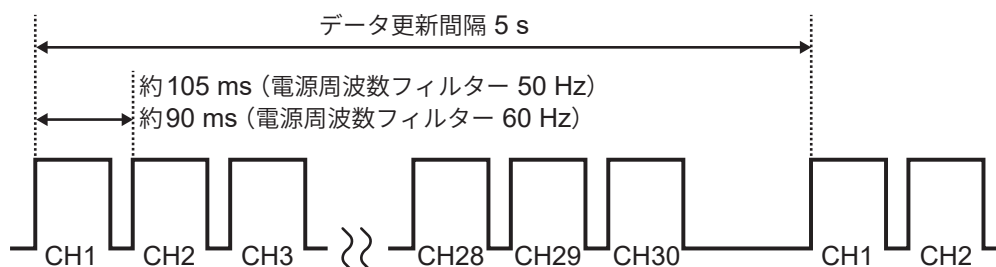 データ更新間隔 5 s
約105 ms（電源周波数フィルター 50 Hz）
約90 ms（電源周波数フィルター 60 Hz）
CH1 CH2 CH3 CH28 CH29 CH30 CH1 CH2